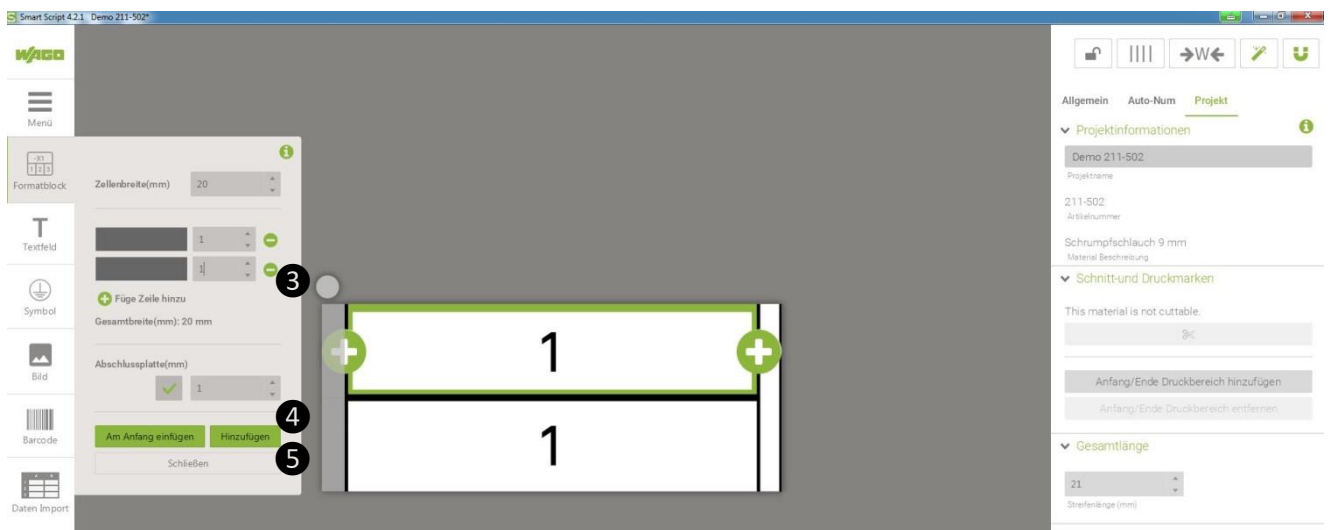 Smart Script 4.2.1 Demo 211-502*
WAGO
Menü
-X1
1 2 3
Formatblock
T
Textfeld
Symbol
Bild
Barcode
Daten Import
Zellenbreite(mm) 20
1
1
3
Füge Zeile hinzu
Gesamtbreite(mm): 20 mm
Abschlussplatte(mm)
1
4
Am Anfang einfügen Hinzufügen
5
Schließen
1
1
W
Allgemein Auto-Num Projekt
Projektinformationen
Demo 211-502
Projektname
211-502
Artikelnummer
Schrumpfschlauch 9 mm
Material Beschreibung
Schnitt-und Druckmarken
This material is not cuttable.
Anfang/Ende Druckbereich hinzufügen
Anfang/Ende Druckbereich entfernen
Gesamtlänge
21
Streifenlänge (mm)